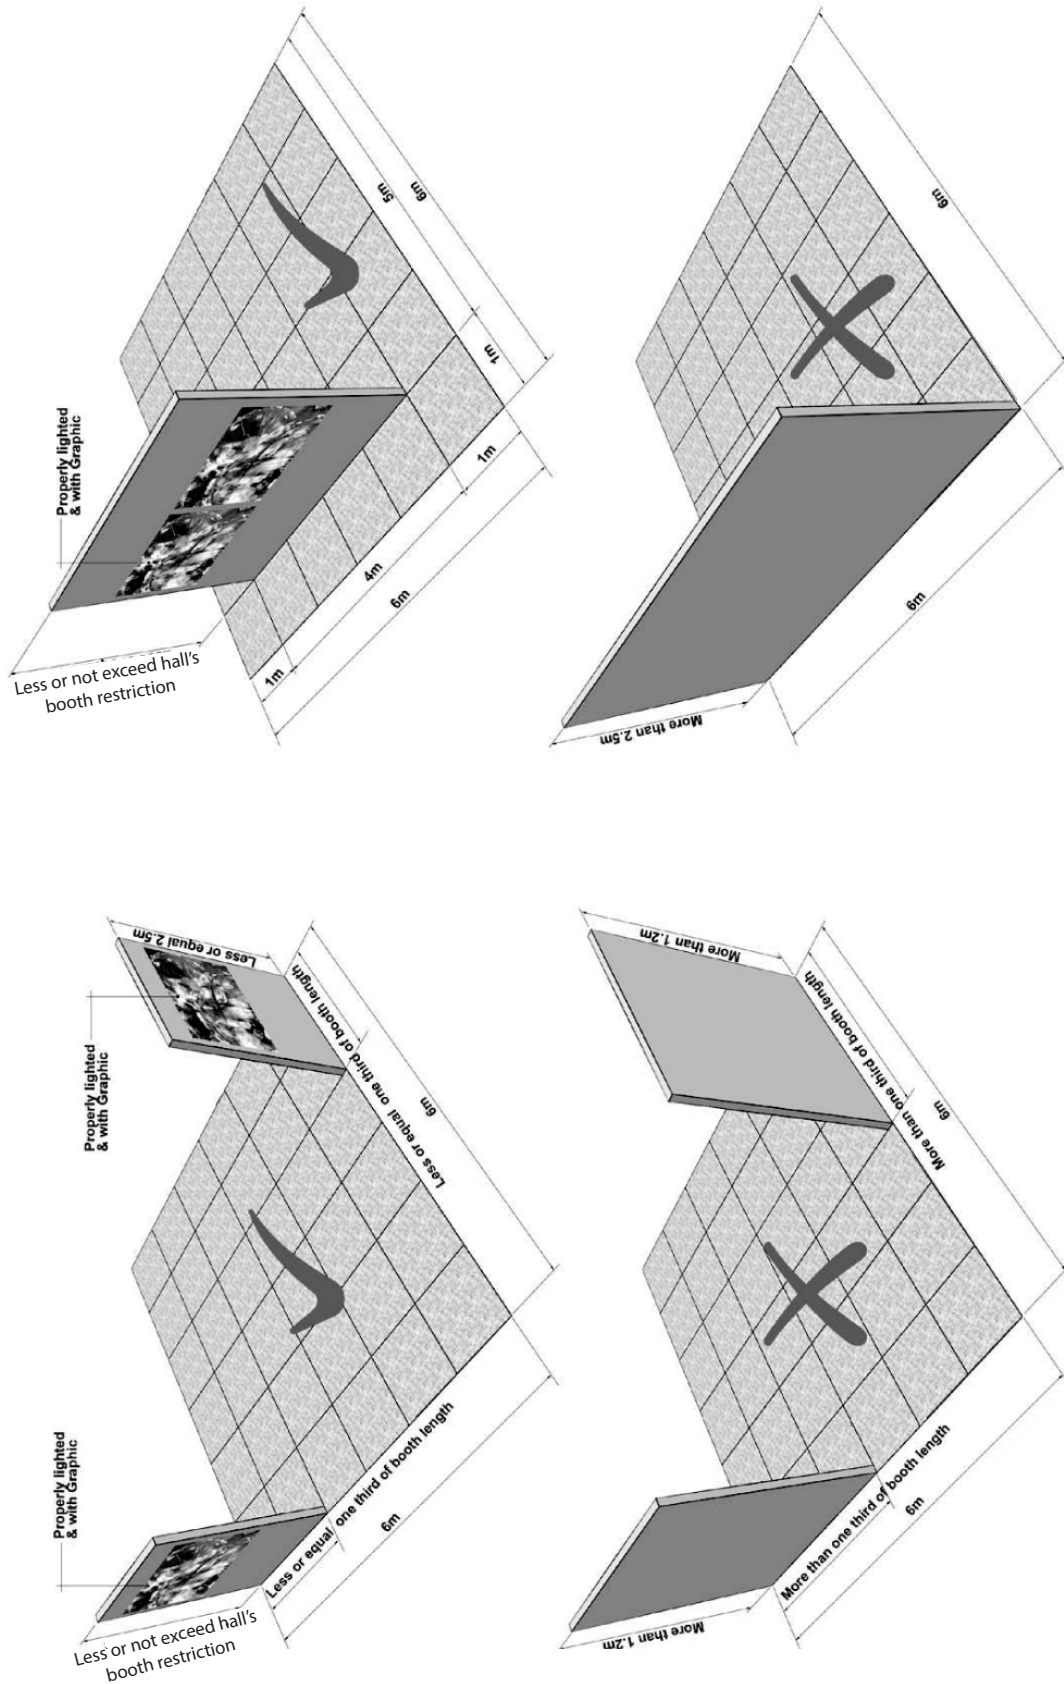 6m
5m
1m
Properly lighted
& with Graphic
1m
4m
6m
1m
Less or not exceed hall's
booth restriction
6m
6m
More than 2.5m
Properly lighted
& with Graphic
Less or equal 2.5m
Less or equal one third of booth length
6m
Properly lighted
& with Graphic
Less or equal one third of booth length
6m
Less or not exceed hall's
booth restriction
More than 1.2m
More than one third of booth length
6m
More than one third of booth length
6m
More than 1.2m